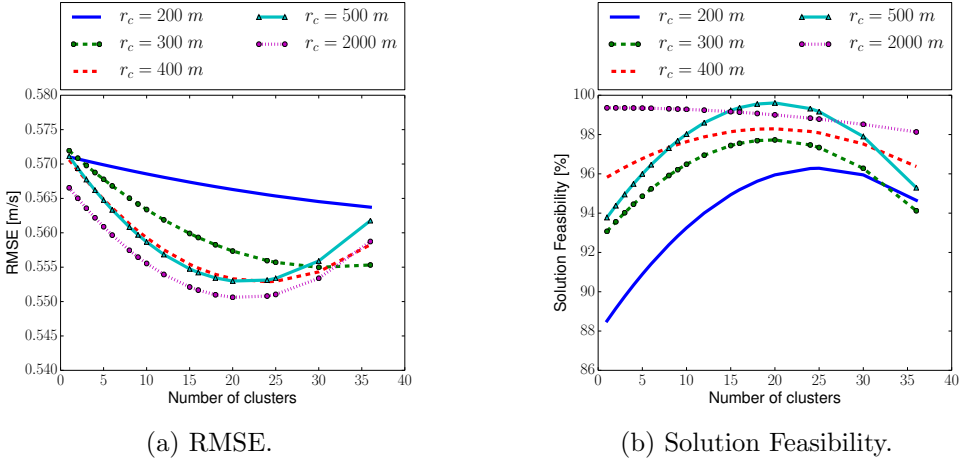 r_c = 200 m
r_c = 500 m
r_c = 300 m
r_c = 2000 m
r_c = 400 m
0.580
0.575
0.570
0.565
0.560
0.555
0.550
0.545
0.540
RMSE [m/s]
0 5 10 15 20 25 30 35 40
Number of clusters
(a) RMSE.
r_c = 200 m
r_c = 500 m
r_c = 300 m
r_c = 2000 m
r_c = 400 m
100
98
96
94
92
90
88
86
Solution Feasibility [%]
0 5 10 15 20 25 30 35 40
Number of clusters
(b) Solution Feasibility.